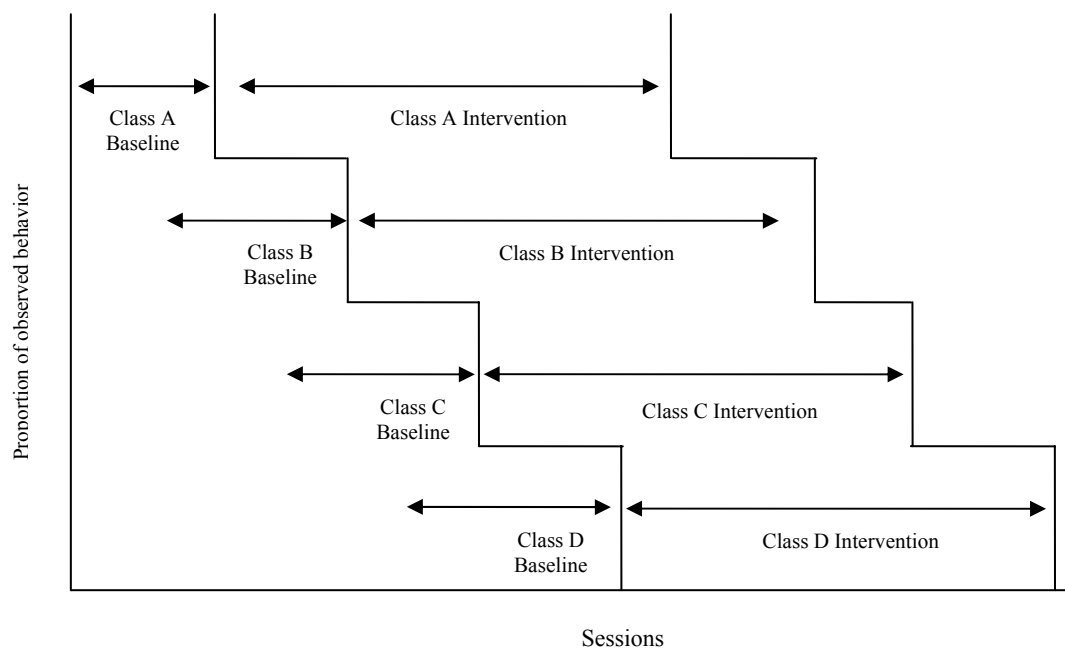 Class A
Baseline
Class A Intervention
Class B
Baseline
Class B Intervention
Class C
Baseline
Class C Intervention
Class D
Baseline
Class D Intervention
Proportion of observed behavior
Sessions